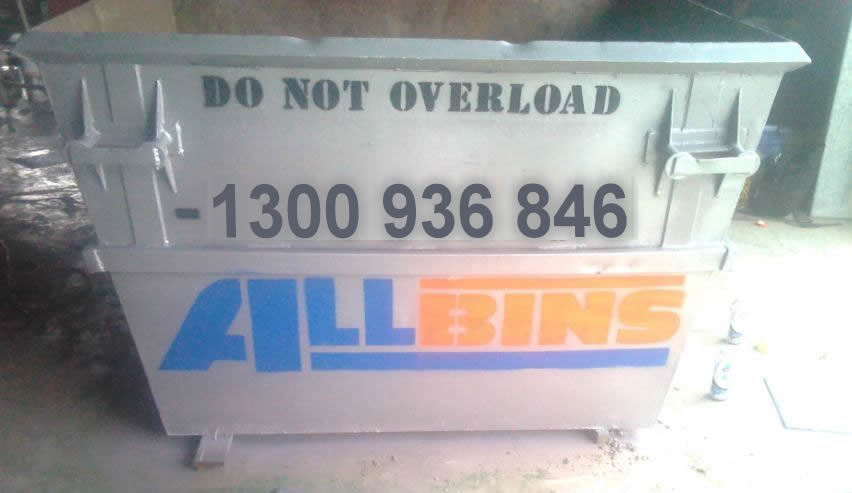 DO NOT OVERLOAD
1300 936 846
ALLBINS